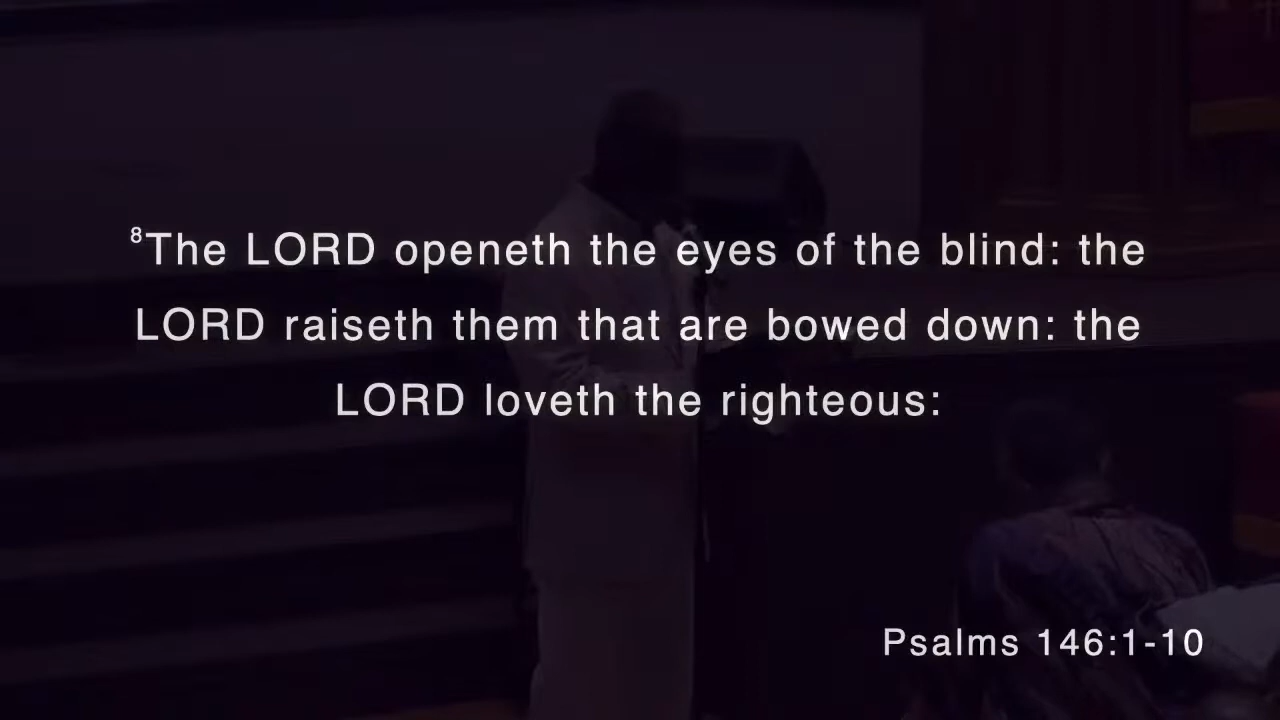 ⁸The LORD openeth the eyes of the blind: the
LORD raiseth them that are bowed down: the
LORD loveth the righteous:
Psalms 146:1-10